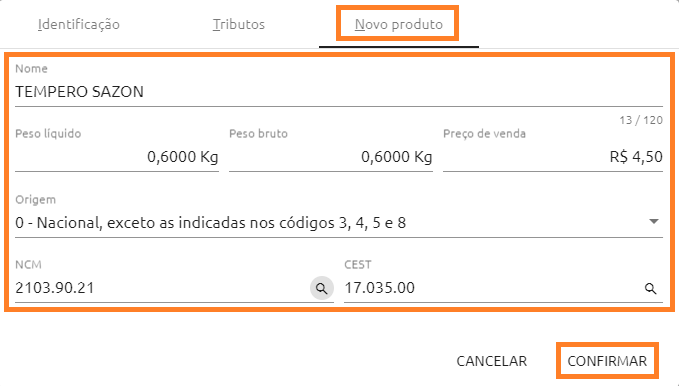 Identificação
Tributos
Novo produto
Nome
TEMPERO SAZON
13 / 120
Peso líquido
Peso bruto
Preço de venda
0,6000 Kg
0,6000 Kg
R$ 4,50
Origem
0 - Nacional, exceto as indicadas nos códigos 3, 4, 5 e 8
NCM
CEST
2103.90.21
17.035.00
CANCELAR
CONFIRMAR